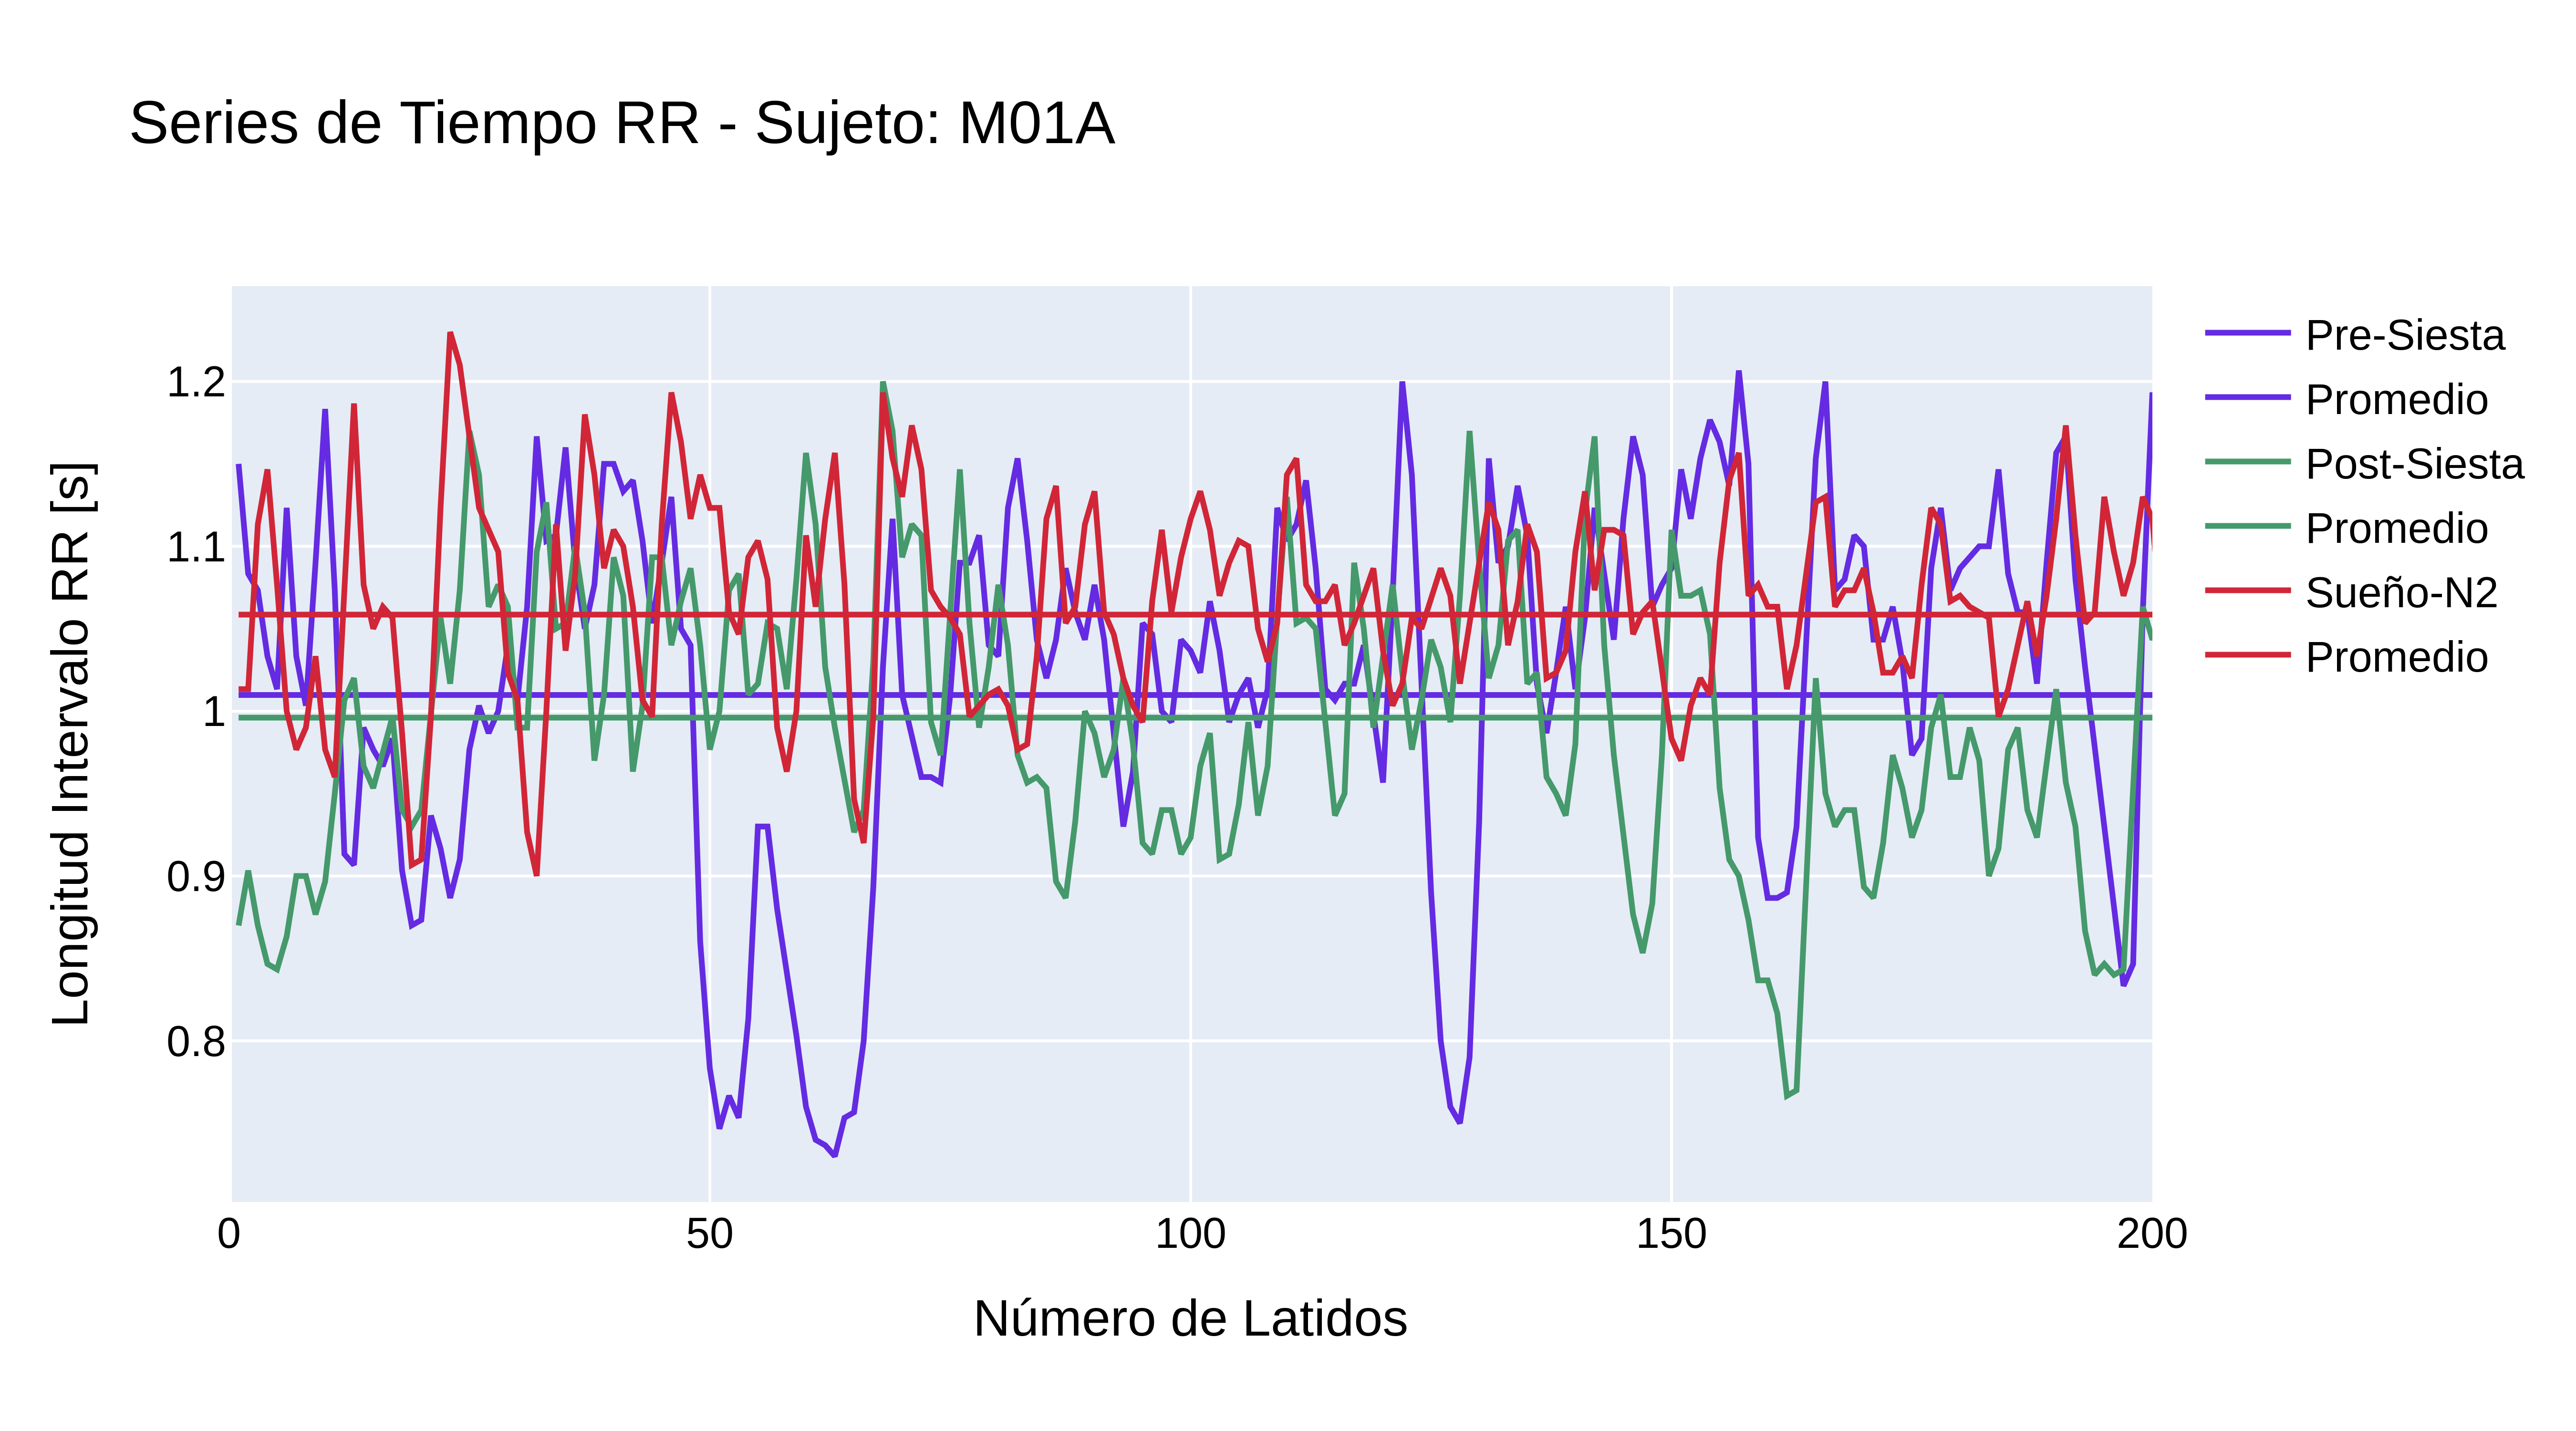 Series de Tiempo RR - Sujeto: M01A
Longitud Intervalo RR [s]
1.2
1.1
1
0.9
0.8
0
50
100
150
200
Número de Latidos
Pre-Siesta
Promedio
Post-Siesta
Promedio
Sueño-N2
Promedio